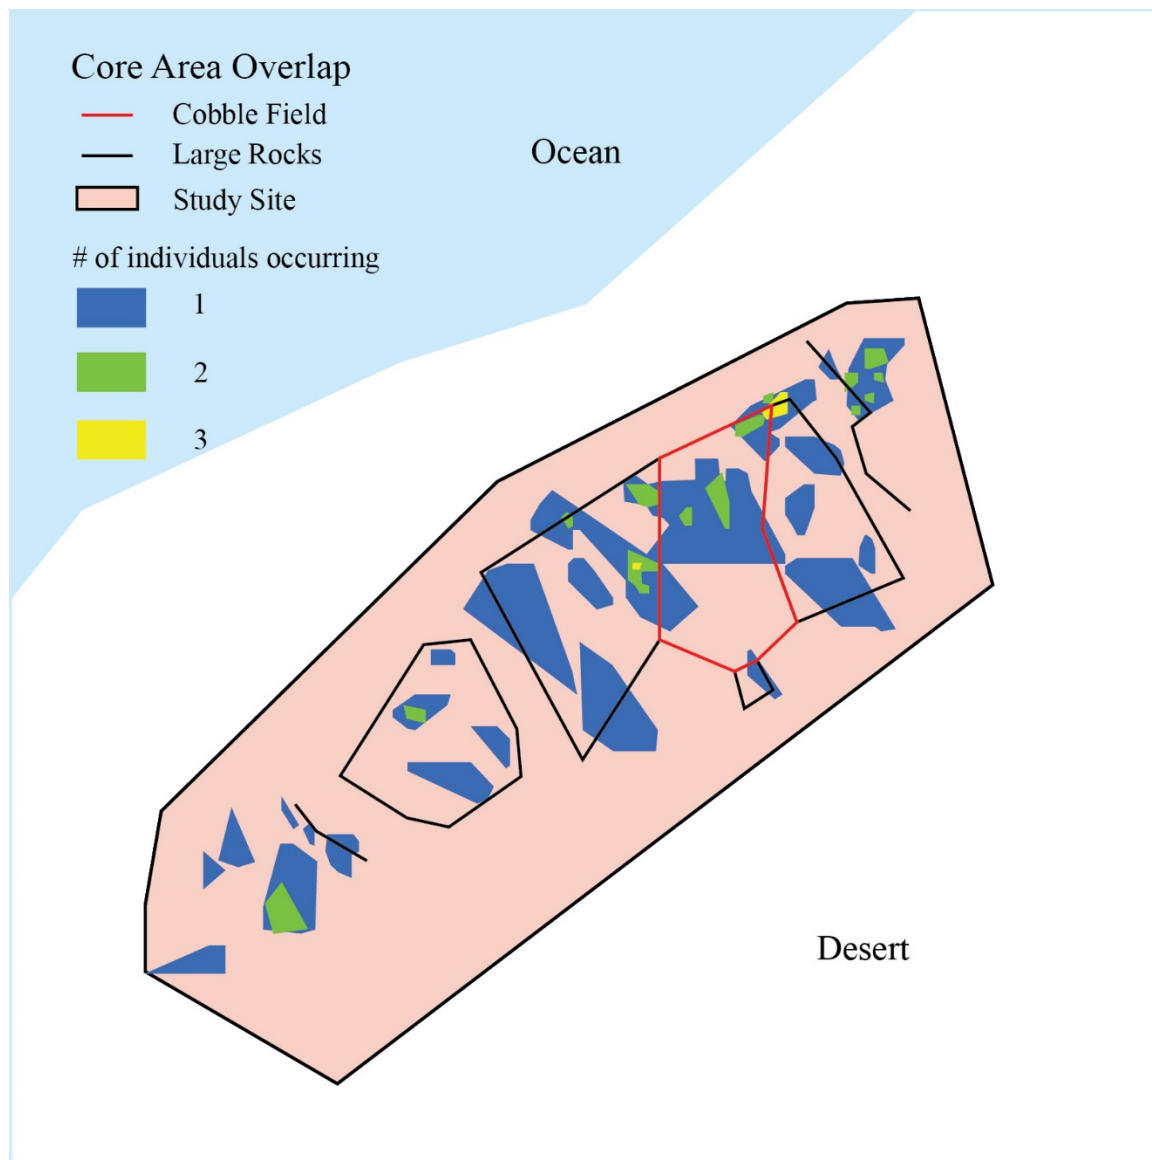 Core Area Overlap
Cobble Field
Large Rocks
Study Site
# of individuals occurring
1
2
3
Ocean
Desert